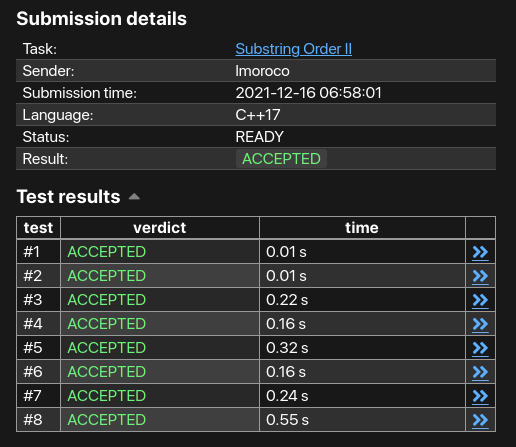 Submission details
Task: Substring Order II
Sender: lmoroco
Submission time: 2021-12-16 06:58:01
Language: C++17
Status: READY
Result: ACCEPTED
Test results
test verdict time
#1 ACCEPTED 0.01 s
#2 ACCEPTED 0.01 s
#3 ACCEPTED 0.22 s
#4 ACCEPTED 0.16 s
#5 ACCEPTED 0.32 s
#6 ACCEPTED 0.16 s
#7 ACCEPTED 0.24 s
#8 ACCEPTED 0.55 s